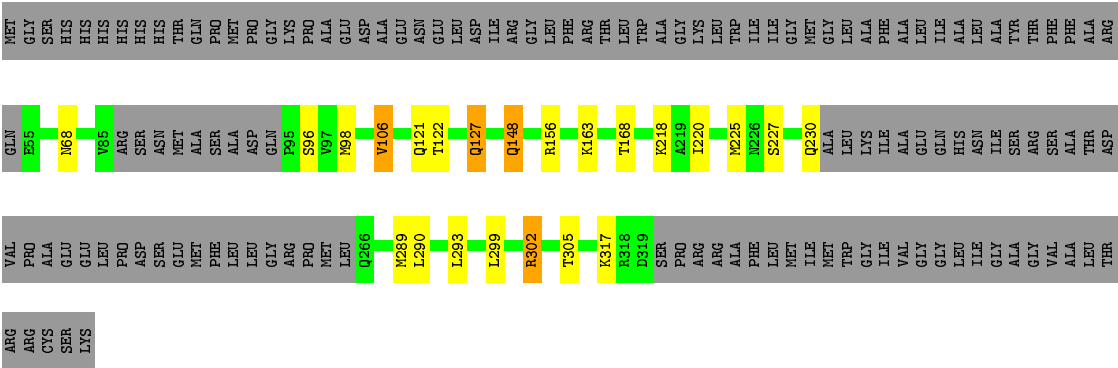 MET GLY SER HIS HIS HIS HIS HIS HIS THR GLN PRO MET PRO GLY LYS PRO ALA GLU ASP ALA GLU ASN GLU LEU ASP ILE ARG GLY LEU PHE ARG THR LEU TRP ALA GLY LYS LEU TRP ILE ILE GLY MET GLY LEU ALA PHE ALA LEU ILE ALA LEU ALA TYR THR PHE PHE ALA ARG
GLN E55 N68 V85 ARG SER ASN MET ALA SER ALA ASP GLN P95 S96 V97 M98 V106 Q121 T122 Q127 Q148 R156 K163 T168 K218 A219 I220 M225 N226 S227 Q230 ALA LEU LYS ILE ALA GLU GLN HIS ASN ILE SER ARG SER ALA THR ASP
VAL PRO ALA GLU GLU LEU PRO ASP SER GLU MET PHE LEU LEU GLY ARG PRO MET LEU Q266 M289 L290 L293 L299 R302 T305 K317 R318 D319 SER PRO ARG ARG ALA PHE LEU MET ILE MET TRP GLY ILE VAL GLY GLY LEU ILE GLY ALA GLY VAL ALA LEU THR
ARG ARG CYS SER LYS